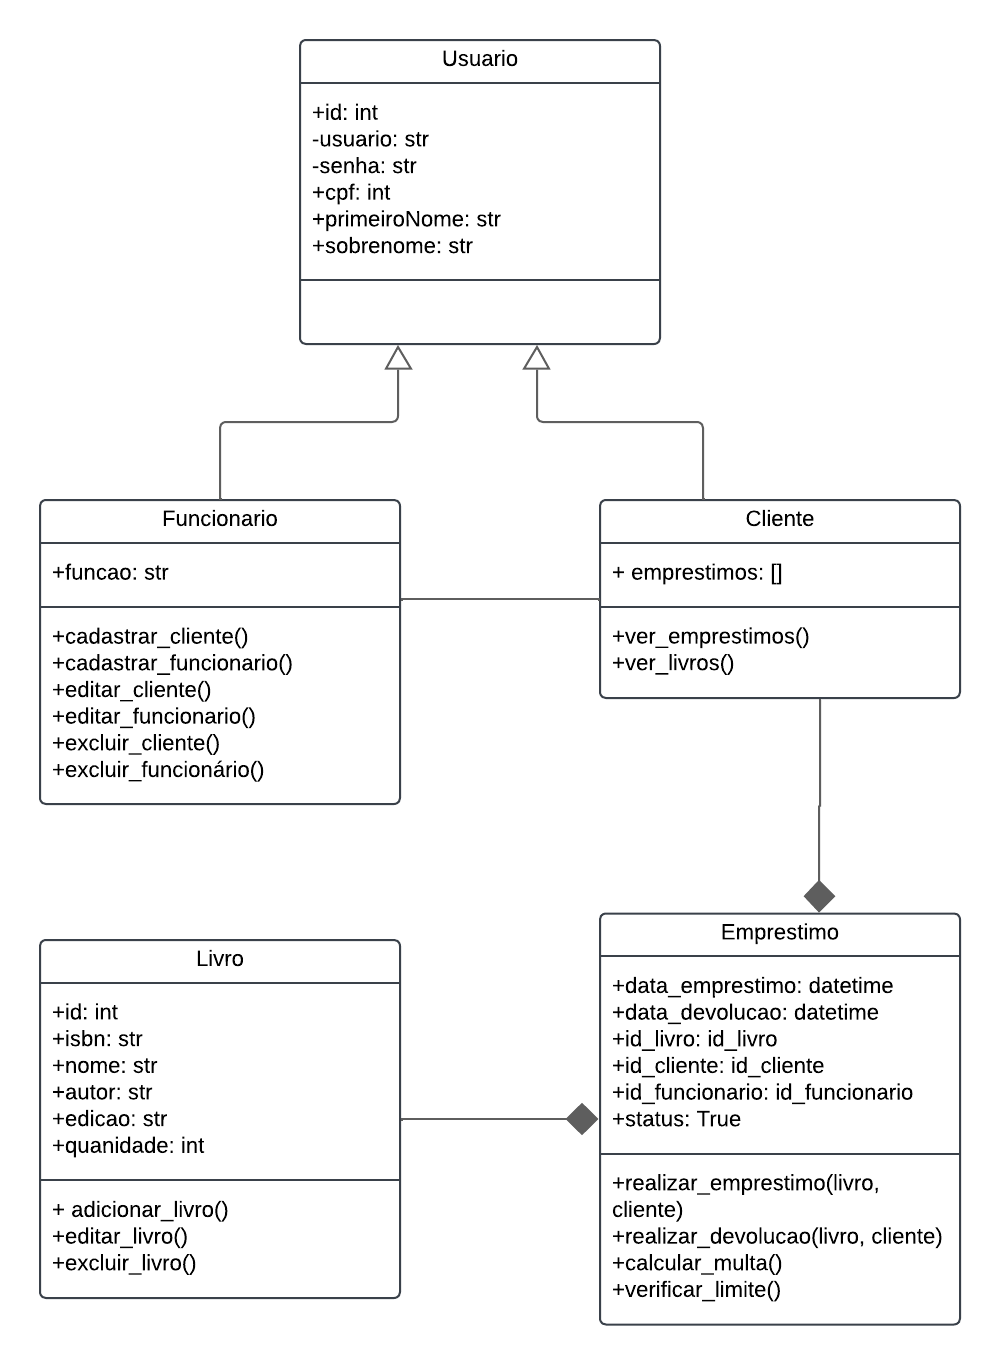 Usuario
+id: int
-usuario: str
-senha: str
+cpf: int
+primeiroNome: str
+sobrenome: str
Funcionario
+funcao: str
+cadastrar_cliente()
+cadastrar_funcionario()
+editar_cliente()
+editar_funcionario()
+excluir_cliente()
+excluir_funcionário()
Cliente
+ emprestimos: []
+ver_emprestimos()
+ver_livros()
Livro
+id: int
+isbn: str
+nome: str
+autor: str
+edicao: str
+quanidade: int
+ adicionar_livro()
+editar_livro()
+excluir_livro()
Emprestimo
+data_emprestimo: datetime
+data_devolucao: datetime
+id_livro: id_livro
+id_cliente: id_cliente
+id_funcionario: id_funcionario
+status: True
+realizar_emprestimo(livro,
cliente)
+realizar_devolucao(livro, cliente)
+calcular_multa()
+verificar_limite()